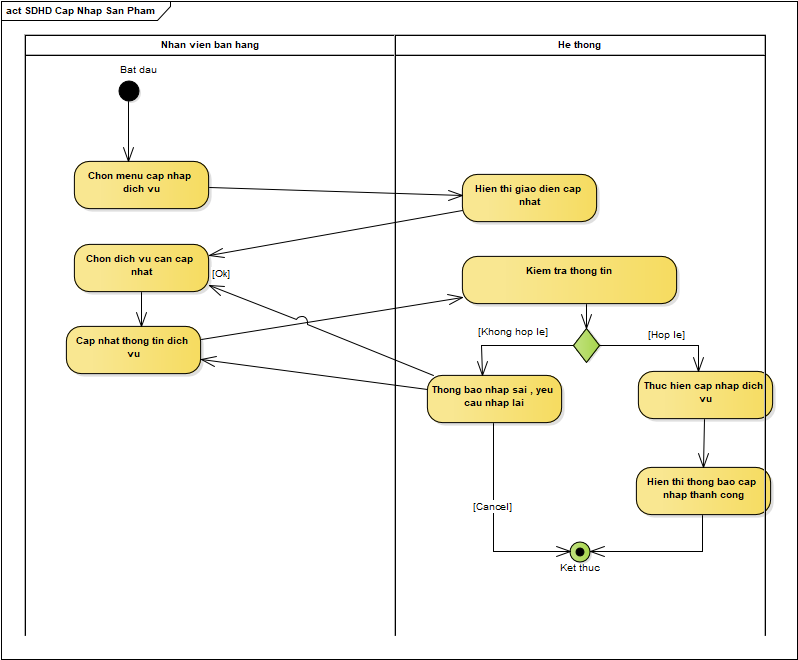 act SDHD Cap Nhap San Pham
Nhan vien ban hang
He thong
Bat dau
Chon menu cap nhap
dich vu
Hien thi giao dien cap
nhat
Chon dich vu can cap
nhat
[Ok]
Kiem tra thong tin
Cap nhat thong tin dich
vu
[Khong hop le]
[Hop le]
Thong bao nhap sai , yeu
cau nhap lai
Thuc hien cap nhap dich
vu
Hien thi thong bao cap
nhap thanh cong
[Cancel]
Ket thuc